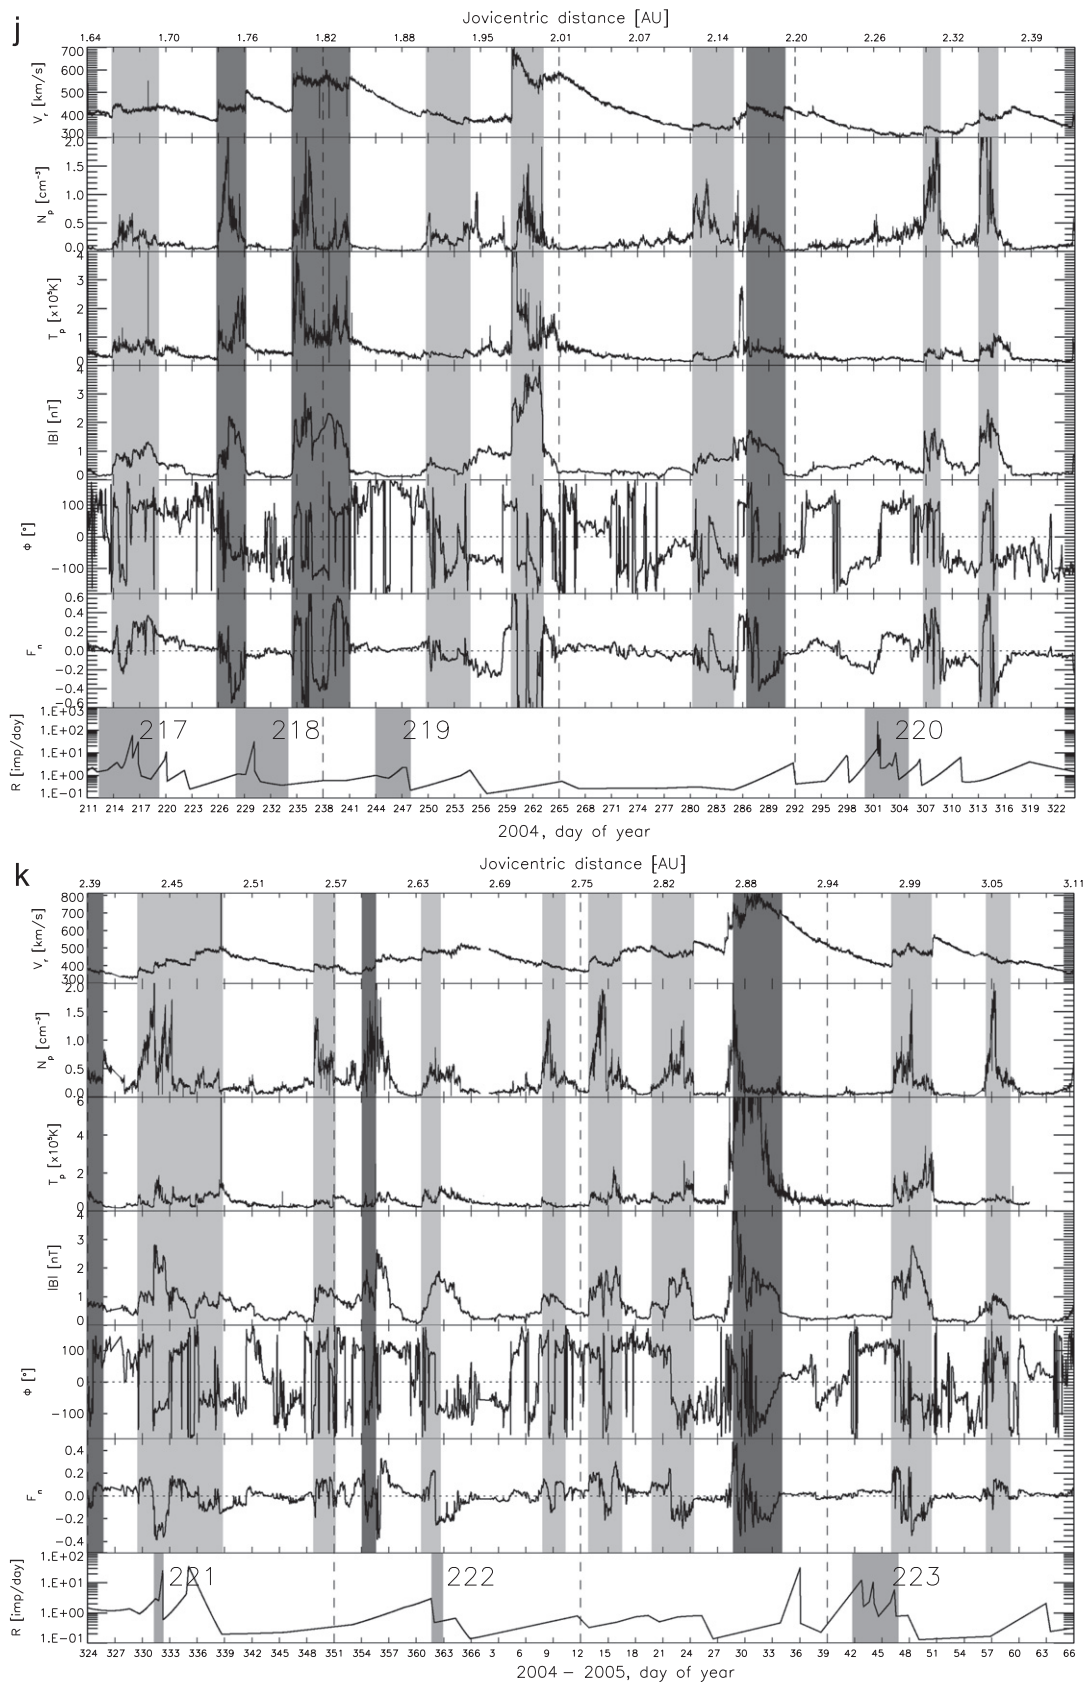 j
Jovicentric distance [AU]
1.64 1.70 1.76 1.82 1.88 1.95 2.01 2.07 2.14 2.20 2.26 2.32 2.39
700
600
500
400
300
Vr [km/s]
2.0
1.5
1.0
0.5
0.0
Np [cm⁻³]
4
3
2
1
0
Tp [x10⁵K]
4
3
2
1
0
|B| [nT]
100
0
−100
Φ [°]
0.6
0.4
0.2
0.0
−0.2
−0.4
−0.6
Fn
1.E+03
1.E+02
1.E+01
1.E+00
1.E−01
R [imp/day]
217 218 219 220
211 214 217 220 223 226 229 232 235 238 241 244 247 250 253 256 259 262 265 268 271 274 277 280 283 286 289 292 295 298 301 304 307 310 313 316 319 322
2004, day of year
k
Jovicentric distance [AU]
2.39 2.45 2.51 2.57 2.63 2.69 2.75 2.82 2.88 2.94 2.99 3.05 3.11
800
700
600
500
400
300
Vr [km/s]
2.0
1.5
1.0
0.5
0.0
Np [cm⁻³]
6
4
2
0
Tp [x10⁵K]
4
3
2
1
0
|B| [nT]
100
0
−100
Φ [°]
0.4
0.2
0.0
−0.2
−0.4
Fn
1.E+02
1.E+01
1.E+00
1.E−01
R [imp/day]
221 222 223
324 327 330 333 336 339 342 345 348 351 354 357 360 363 366 3 6 9 12 15 18 21 24 27 30 33 36 39 42 45 48 51 54 57 60 63 66
2004 − 2005, day of year